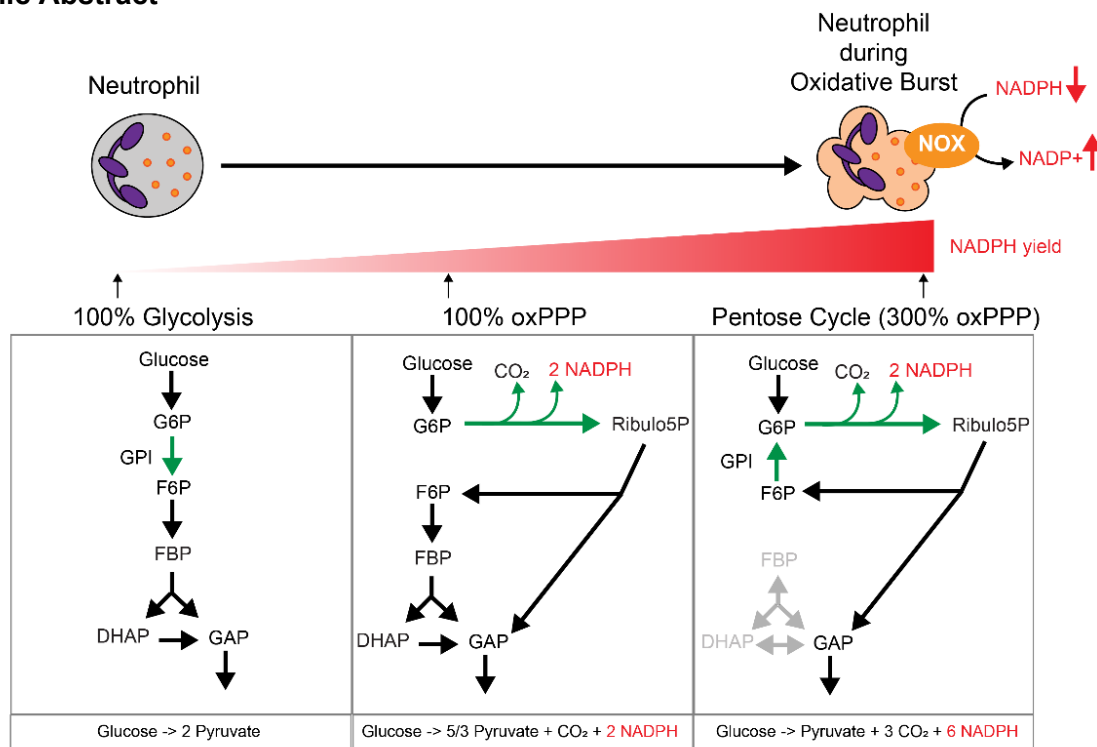 Abstract
Neutrophil
Neutrophil
during
Oxidative Burst
NOX
NADPH
NADP+
NADPH yield
100% Glycolysis
100% oxPPP
Pentose Cycle (300% oxPPP)
Glucose
G6P
GPI
F6P
FBP
DHAP
GAP
Glucose
CO₂
2 NADPH
G6P
Ribulo5P
F6P
FBP
DHAP
GAP
Glucose
CO₂
2 NADPH
G6P
Ribulo5P
GPI
F6P
FBP
DHAP
GAP
Glucose -> 2 Pyruvate
Glucose -> 5/3 Pyruvate + CO₂ + 2 NADPH
Glucose -> Pyruvate + 3 CO₂ + 6 NADPH